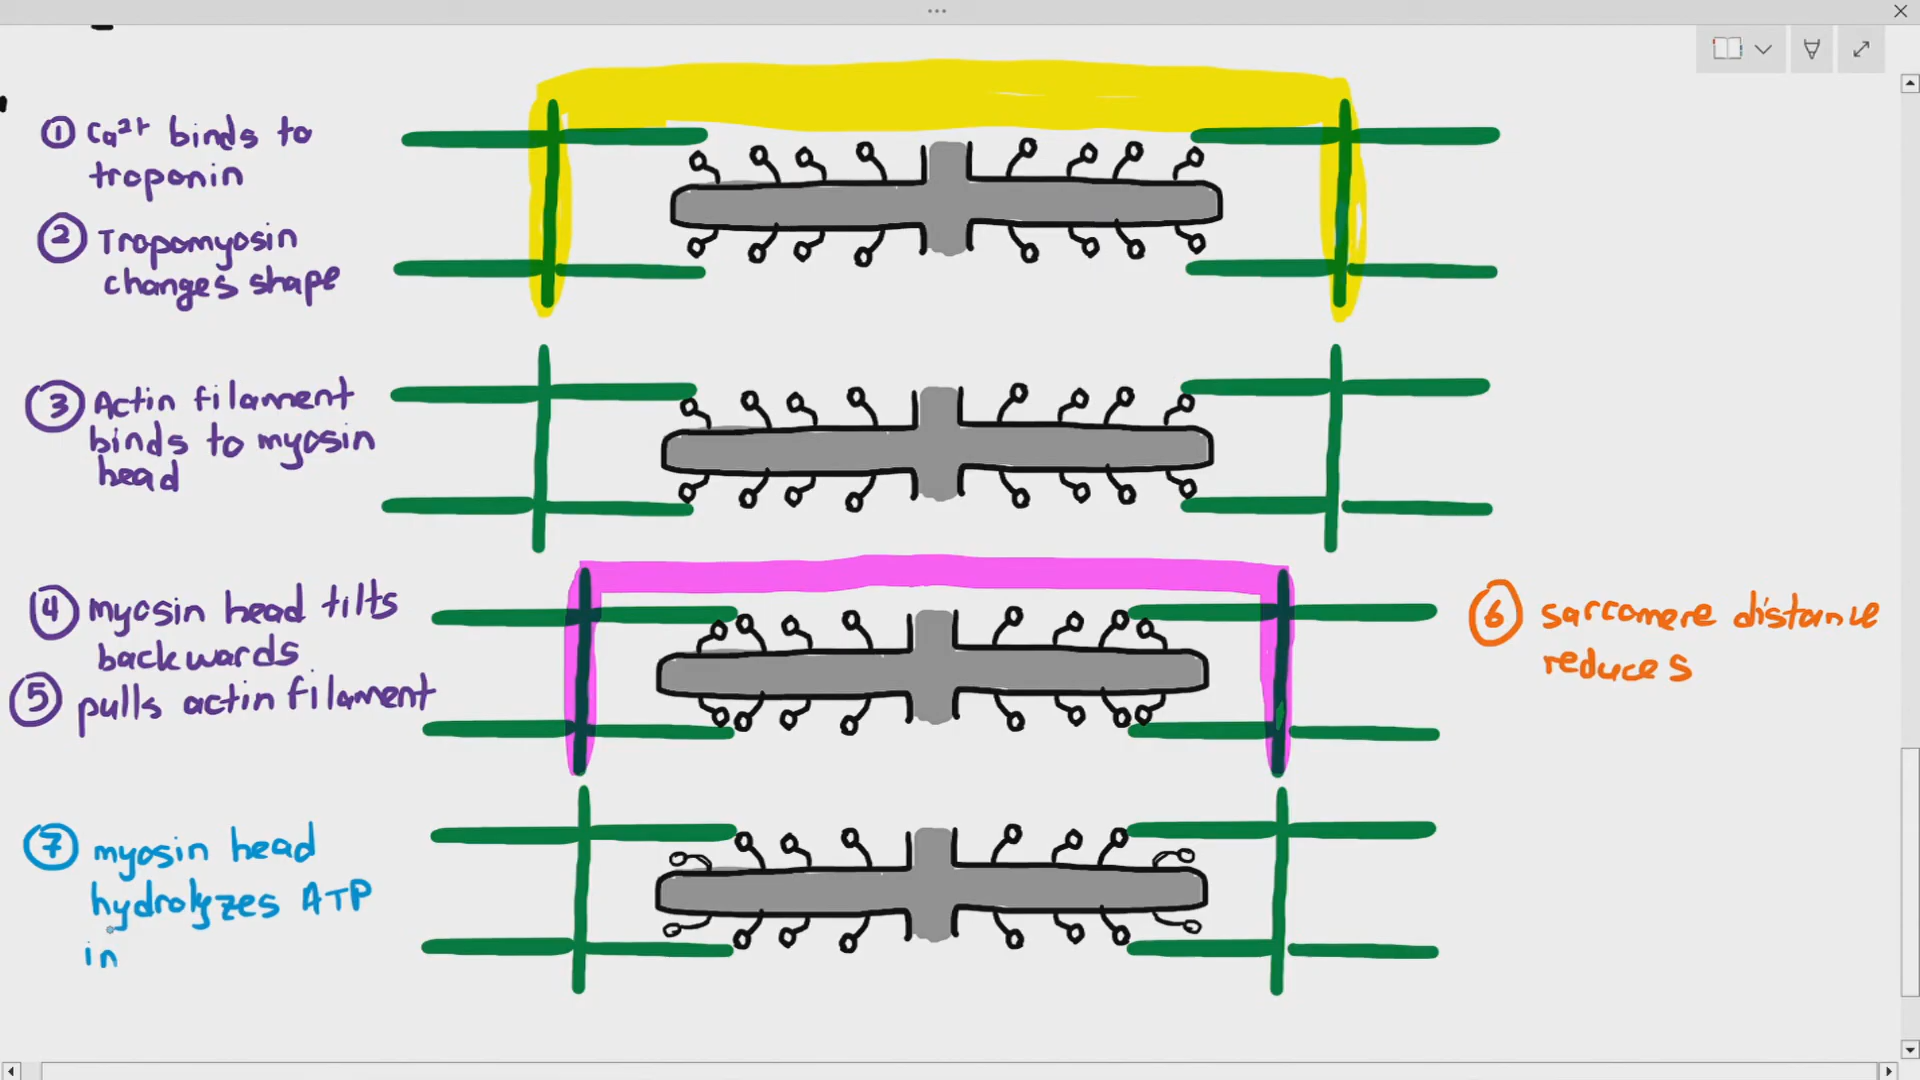 ① Ca²⁺ binds to
troponin
② Tropomyosin
changes shape
③ Actin filament
binds to myosin
head
④ myosin head tilts
backwards
⑤ pulls actin filament
⑥ sarcomere distance
reduces
⑦ myosin head
hydrolyzes ATP
in